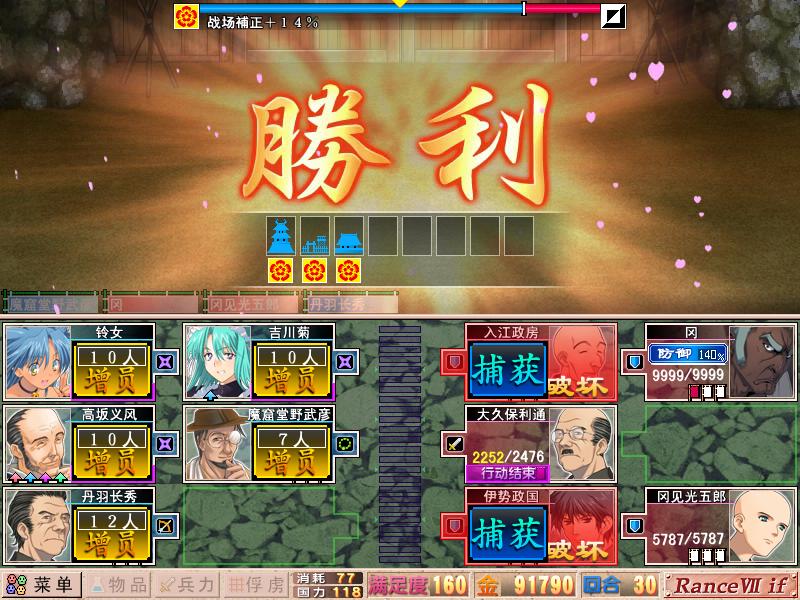 战场補正＋１４％
勝利
魔窟堂野武彦
冈
冈见光五郎
丹羽长秀
铃女
10人
增员
吉川菊
10人
增员
高坂义风
10人
增员
魔窟堂野武彦
7人
增员
丹羽长秀
12人
增员
入江政房
捕获
破坏
冈
防御 140%
9999/9999
大久保利通
2252/2476
行动结束
伊勢政国
捕获
破坏
冈见光五郎
5787/5787
菜单
物品
兵力
俘虏
消耗 77
国力 118
满足度 160
金 91790
回合 30
RanceⅦ if